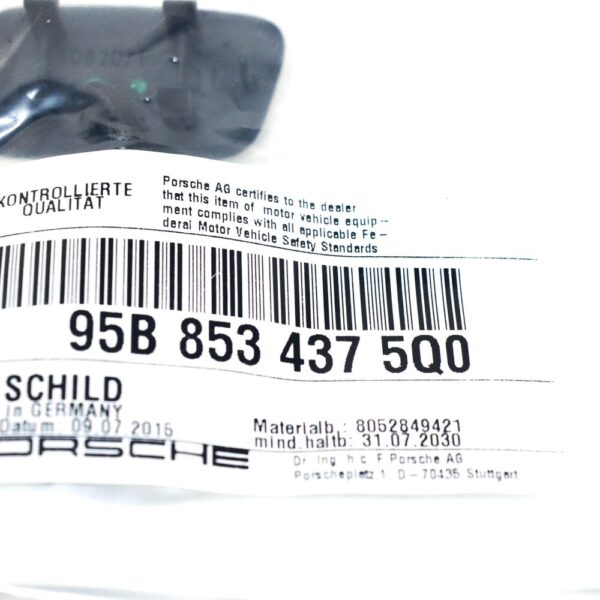 KONTROLLIERTE
QUALITÄT
Porsche AG certifies to the dealer
that this item of motor vehicle equip-
ment complies with all applicable Fe-
deral Motor Vehicle Safety Standards
95B 853 437 5Q0
SCHILD
in GERMANY
Datum: 09.07.2015
Materialb.: 8052849421
mind.haltb: 31.07.2030
PORSCHE
Dr. Ing. h.c. F. Porsche AG
Porscheplatz 1, D-70435 Stuttgart